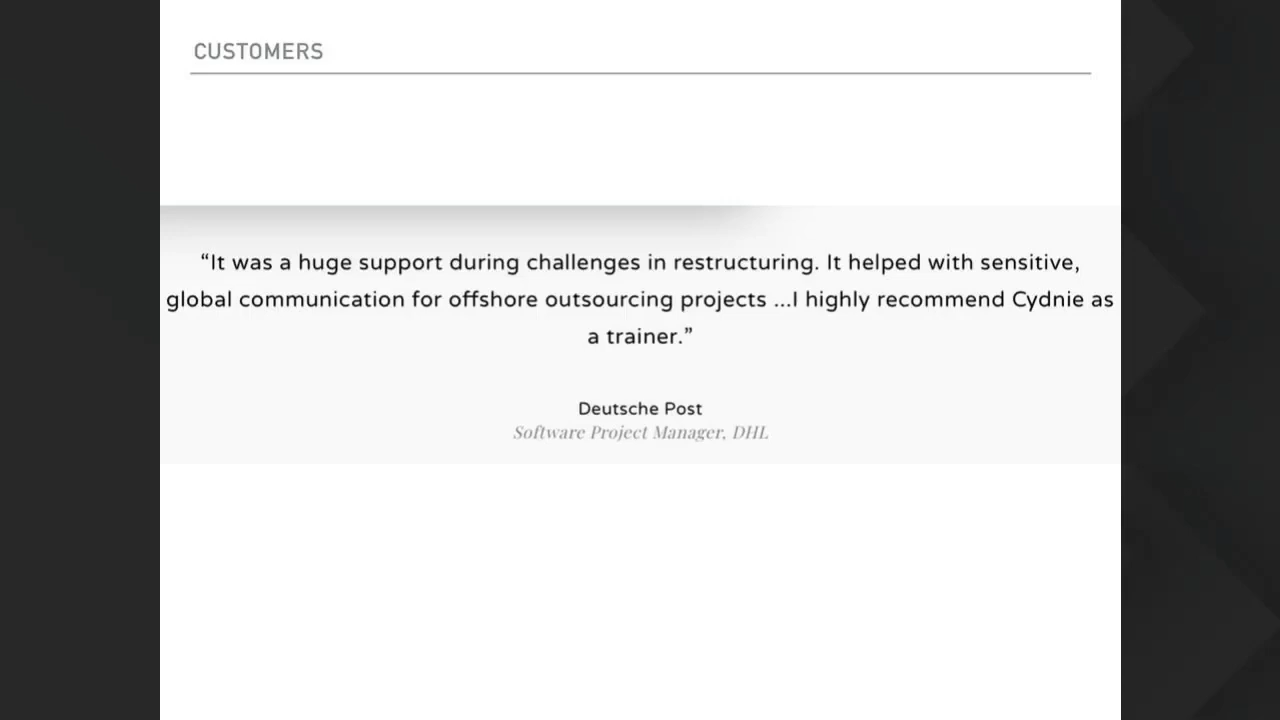 CUSTOMERS
“It was a huge support during challenges in restructuring. It helped with sensitive,
global communication for offshore outsourcing projects ...I highly recommend Cydnie as
a trainer.”
Deutsche Post
Software Project Manager, DHL